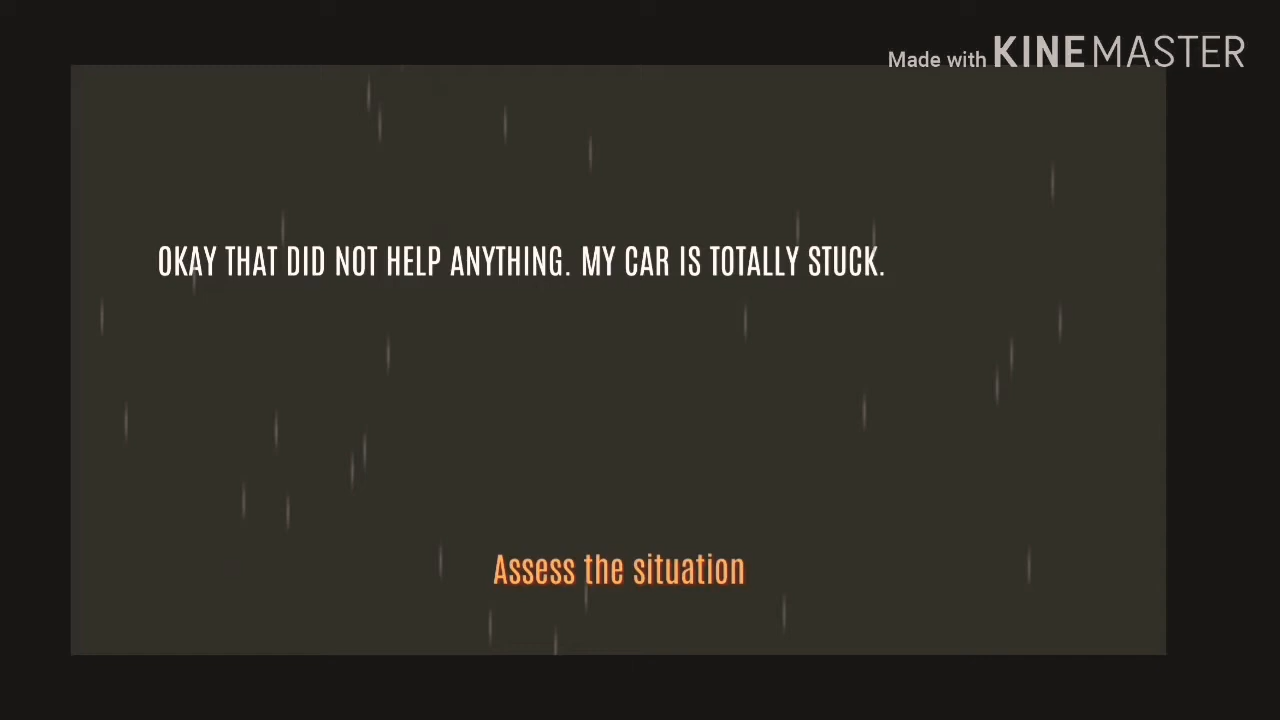 Made with KINEMASTER
OKAY THAT DID NOT HELP ANYTHING. MY CAR IS TOTALLY STUCK.
Assess the situation